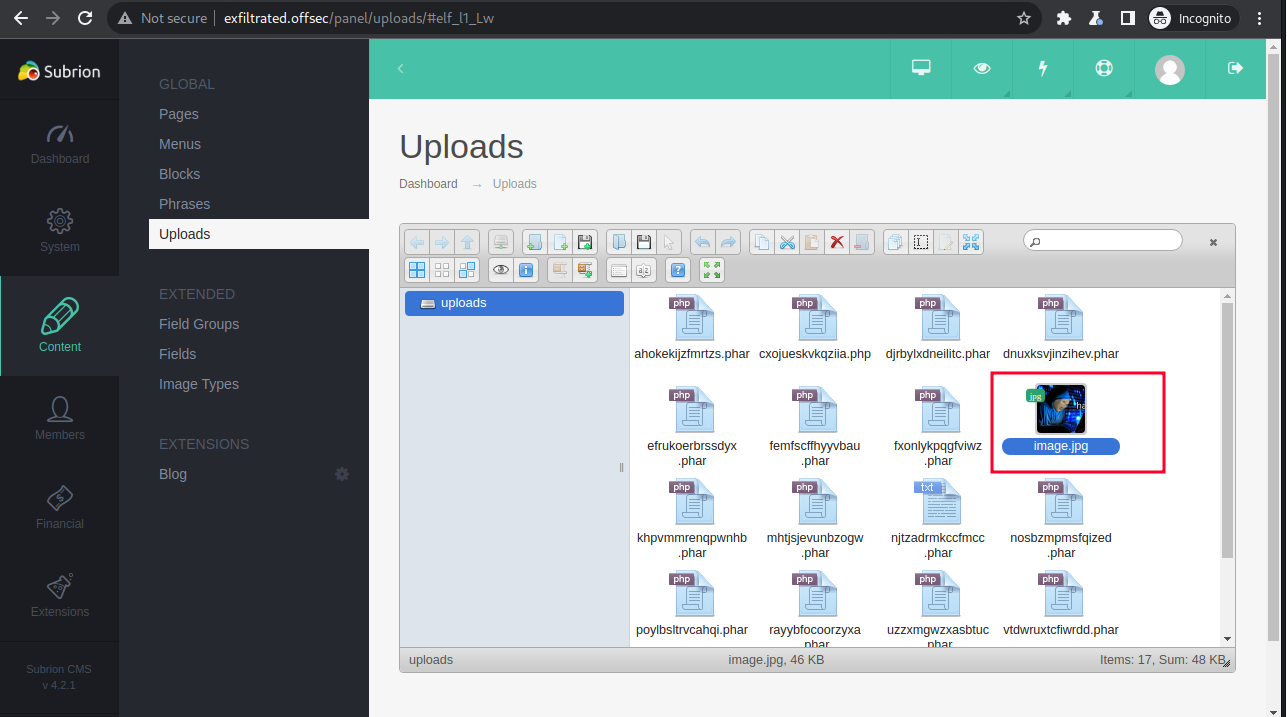 Not secure
exfiltrated.offsec/panel/uploads/#elf_l1_Lw
Incognito
Subrion
Dashboard
System
Content
Members
Financial
Extensions
Subrion CMS
v 4.2.1
GLOBAL
Pages
Menus
Blocks
Phrases
Uploads
EXTENDED
Field Groups
Fields
Image Types
EXTENSIONS
Blog
Uploads
Dashboard → Uploads
uploads
php php php php
ahokekijzfmrtzs.phar cxojueskvkqziia.php djrbylxdneilitc.phar dnuxksvjinzihev.phar
php php php jpg
efrukoerbrssdyx femfscffhyyvbau fxonlykpqgfviwz image.jpg
.phar .phar .phar
php php txt php
khpvmmrenqpwnhb mhtjsjevunbzogw njtzadrmkccfmcc nosbzmpmsfqized
.phar .phar .phar .phar
php php php php
poylbsltrvcahqi.phar rayybfocoorzyxa uzzxmgwzxasbtuc vtdwruxtcfiwrdd.phar
.phar .phar
uploads
image.jpg, 46 KB
Items: 17, Sum: 48 KB